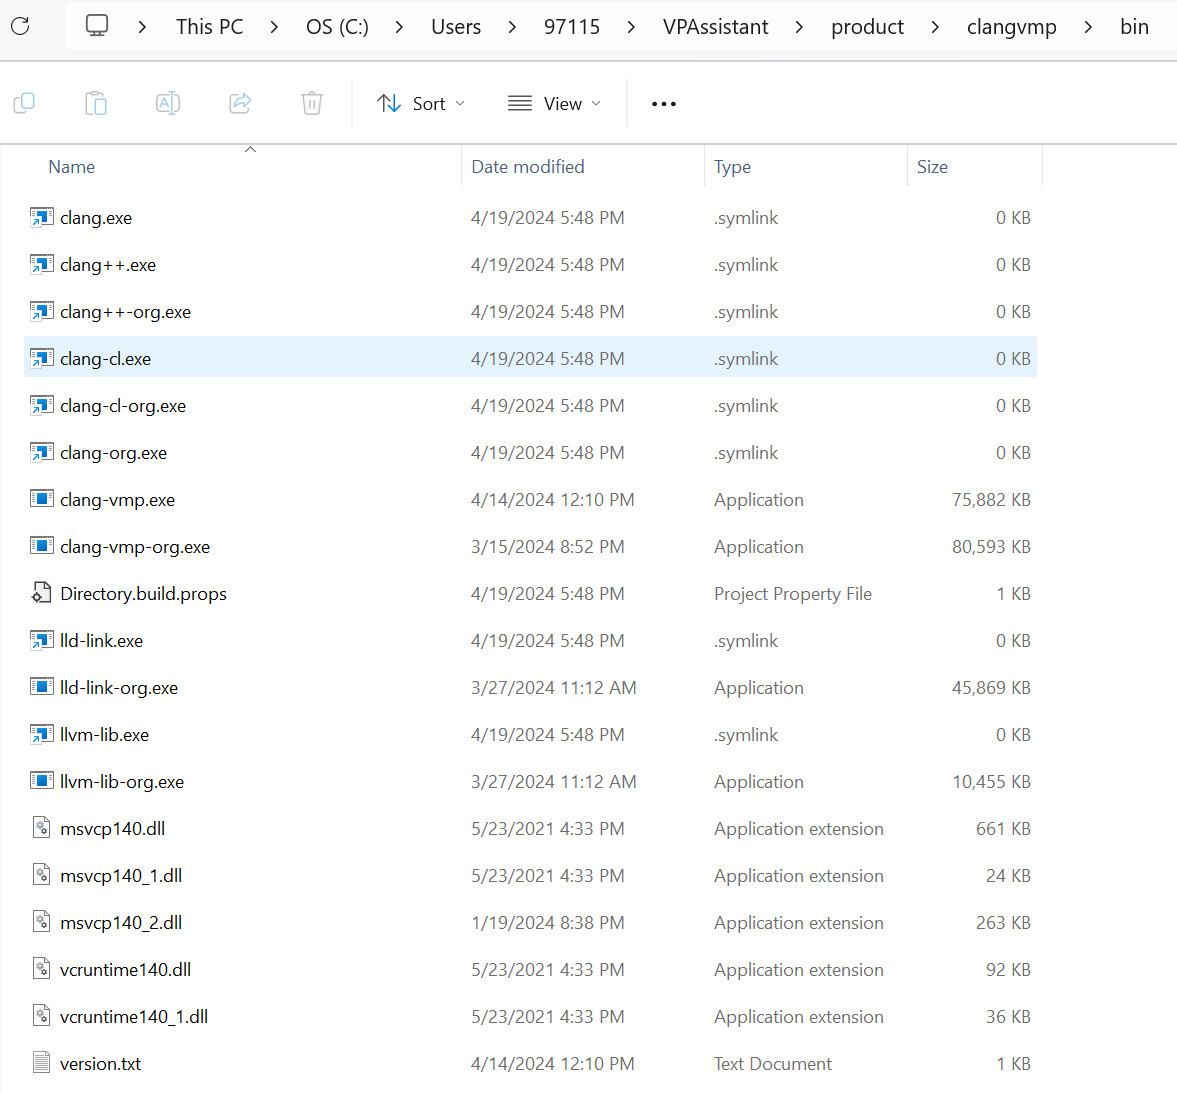 This PC > OS (C:) > Users > 97115 > VPAssistant > product > clangvmp > bin
Sort View
Name Date modified Type Size
clang.exe 4/19/2024 5:48 PM .symlink 0 KB
clang++.exe 4/19/2024 5:48 PM .symlink 0 KB
clang++-org.exe 4/19/2024 5:48 PM .symlink 0 KB
clang-cl.exe 4/19/2024 5:48 PM .symlink 0 KB
clang-cl-org.exe 4/19/2024 5:48 PM .symlink 0 KB
clang-org.exe 4/19/2024 5:48 PM .symlink 0 KB
clang-vmp.exe 4/14/2024 12:10 PM Application 75,882 KB
clang-vmp-org.exe 3/15/2024 8:52 PM Application 80,593 KB
Directory.build.props 4/19/2024 5:48 PM Project Property File 1 KB
lld-link.exe 4/19/2024 5:48 PM .symlink 0 KB
lld-link-org.exe 3/27/2024 11:12 AM Application 45,869 KB
llvm-lib.exe 4/19/2024 5:48 PM .symlink 0 KB
llvm-lib-org.exe 3/27/2024 11:12 AM Application 10,455 KB
msvcp140.dll 5/23/2021 4:33 PM Application extension 661 KB
msvcp140_1.dll 5/23/2021 4:33 PM Application extension 24 KB
msvcp140_2.dll 1/19/2024 8:38 PM Application extension 263 KB
vcruntime140.dll 5/23/2021 4:33 PM Application extension 92 KB
vcruntime140_1.dll 5/23/2021 4:33 PM Application extension 36 KB
version.txt 4/14/2024 12:10 PM Text Document 1 KB